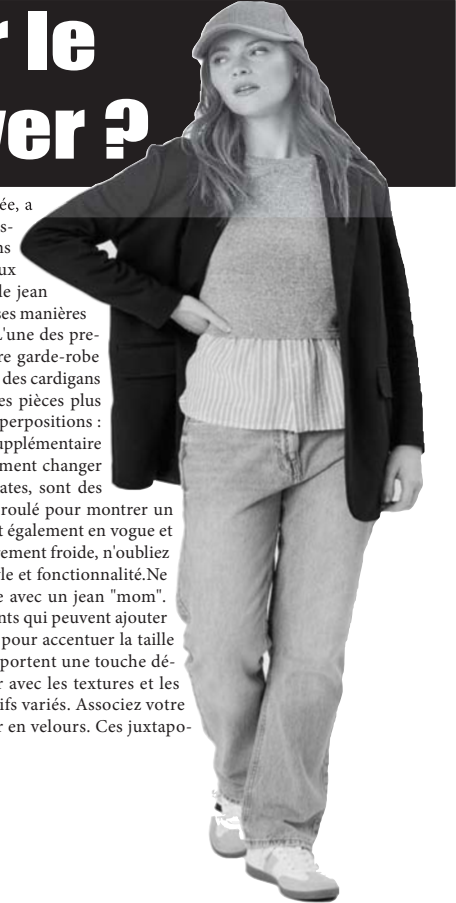 r le
ver ?
ée, a
s-
ns
ux
le jean
ses manières
L'une des pre-
re garde-robe
des cardigans
es pièces plus
perpositions :
upplémentaire
ment changer
ates, sont des
roulé pour montrer un
t également en vogue et
rement froide, n'oubliez
le et fonctionnalité.Ne
e avec un jean "mom".
nts qui peuvent ajouter
pour accentuer la taille
portent une touche dé-
r avec les textures et les
ifs variés. Associez votre
r en velours. Ces juxtapo-